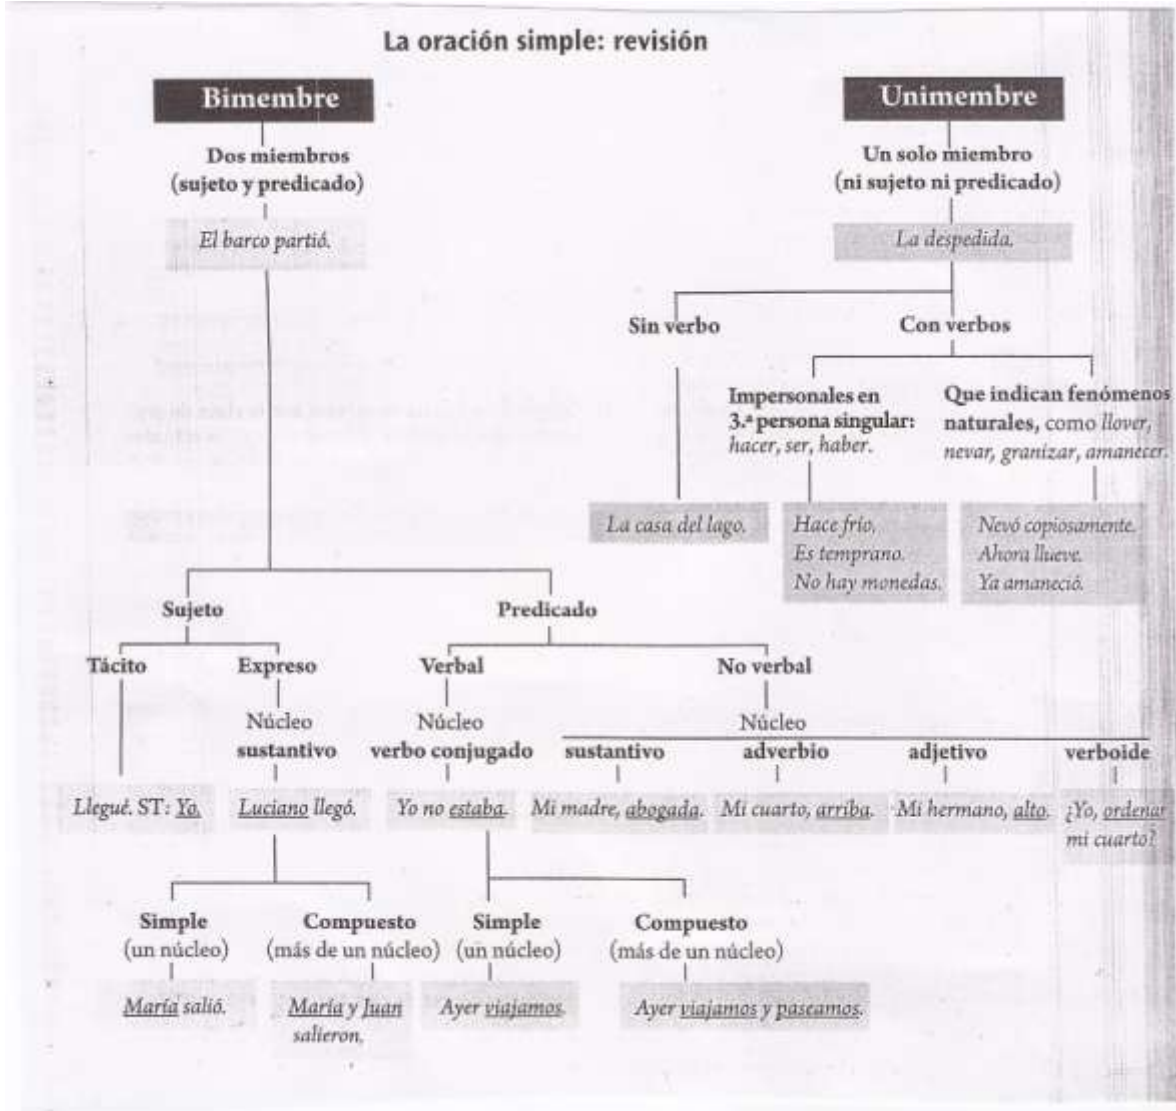 La oración simple: revisión
Bimembre
Dos miembros
(sujeto y predicado)
El barco partió.
Unimembre
Un solo miembro
(ni sujeto ni predicado)
La despedida.
Sin verbo
La casa del lago.
Con verbos
Impersonales en
3.ª persona singular:
hacer, ser, haber.
Hace frío.
Es temprano.
No hay monedas.
Que indican fenómenos
naturales, como llover,
nevar, granizar, amanecer.
Nevó copiosamente.
Ahora llueve.
Ya amaneció.
Sujeto
Tácito
Llegué. ST: Yo.
Expreso
Núcleo
sustantivo
Luciano llegó.
Simple
(un núcleo)
María salió.
Compuesto
(más de un núcleo)
María y Juan
salieron.
Predicado
Verbal
Núcleo
verbo conjugado
Yo no estaba.
Simple
(un núcleo)
Ayer viajamos.
Compuesto
(más de un núcleo)
Ayer viajamos y paseamos.
No verbal
Núcleo
sustantivo
Mi madre, abogada.
adverbio
Mi cuarto, arriba.
adjetivo
Mi hermano, alto.
verboide
¿Yo, ordenar
mi cuarto?